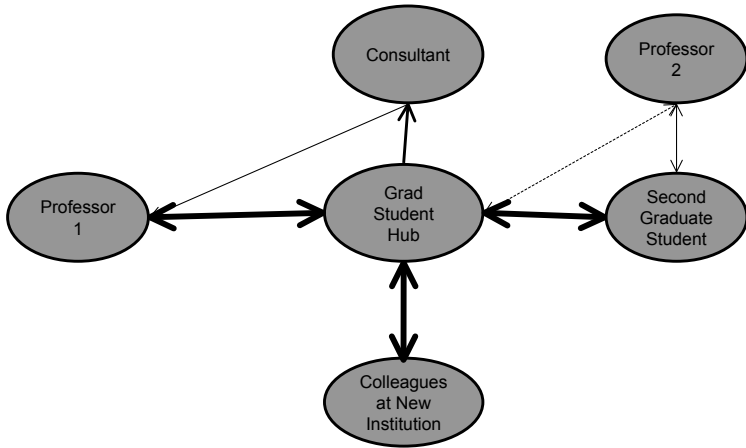 Consultant
Professor
2
Professor
1
Grad
Student
Hub
Second
Graduate
Student
Colleagues
at New
Institution